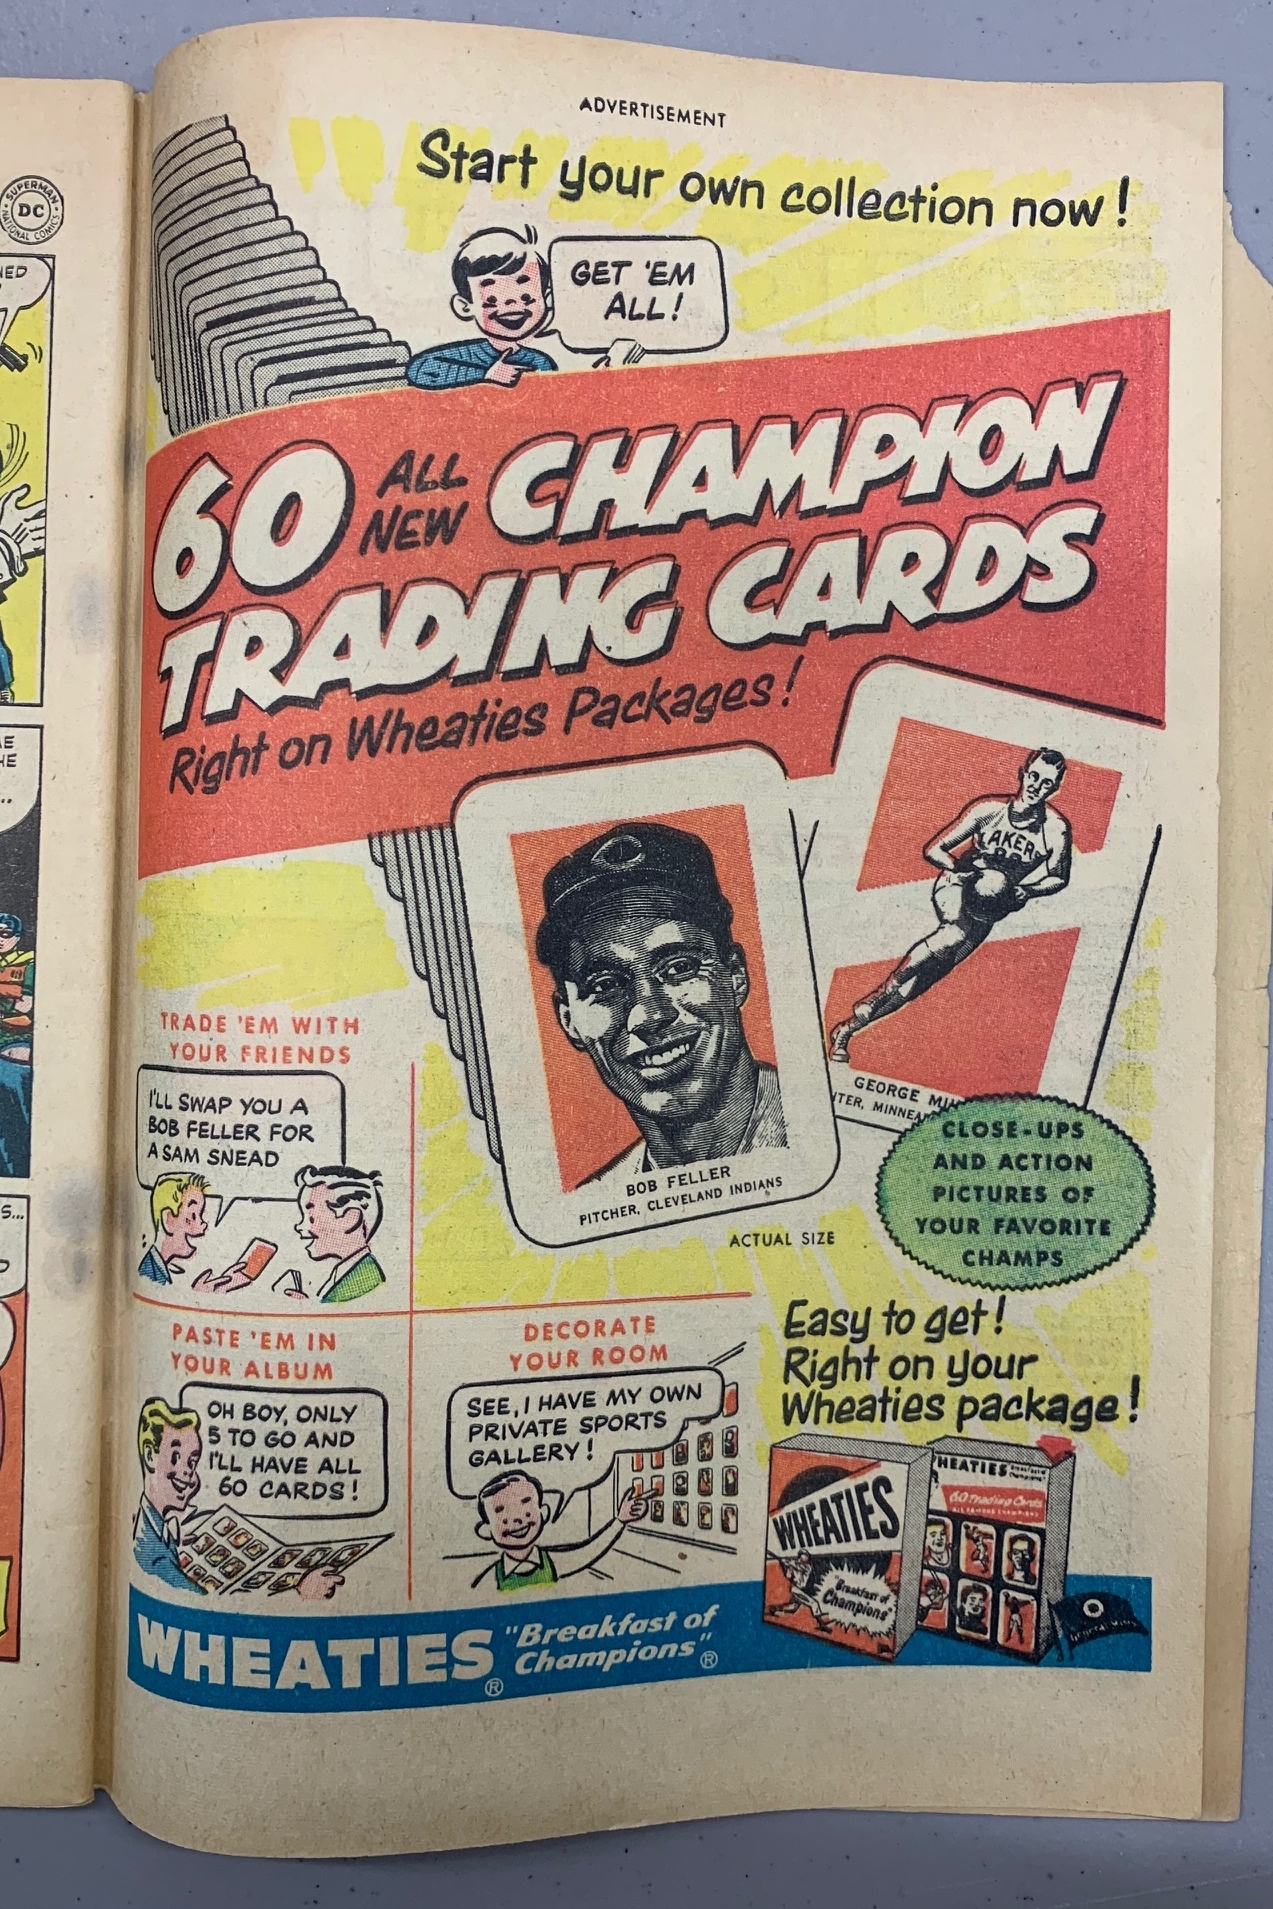 SUPERMAN
DC
NATIONAL COMICS
ADVERTISEMENT
Start your own collection now!
GET 'EM
ALL!
60 ALL
NEW CHAMPION
TRADING CARDS
Right on Wheaties Packages!
LAKERS
GEORGE
BOB FELLER
PITCHER, CLEVELAND INDIANS
ACTUAL SIZE
CLOSE-UPS
AND ACTION
PICTURES OF
YOUR FAVORITE
CHAMPS
TRADE 'EM WITH
YOUR FRIENDS
I'LL SWAP YOU A
BOB FELLER FOR
A SAM SNEAD
PASTE 'EM IN
YOUR ALBUM
OH BOY, ONLY
5 TO GO AND
I'LL HAVE ALL
60 CARDS!
DECORATE
YOUR ROOM
SEE, I HAVE MY OWN
PRIVATE SPORTS
GALLERY!
Easy to get!
Right on your
Wheaties package!
WHEATIES
"Breakfast of
Champions"
WHEATIES
60 Trading Cards
WHEATIES® "Breakfast of
Champions"®